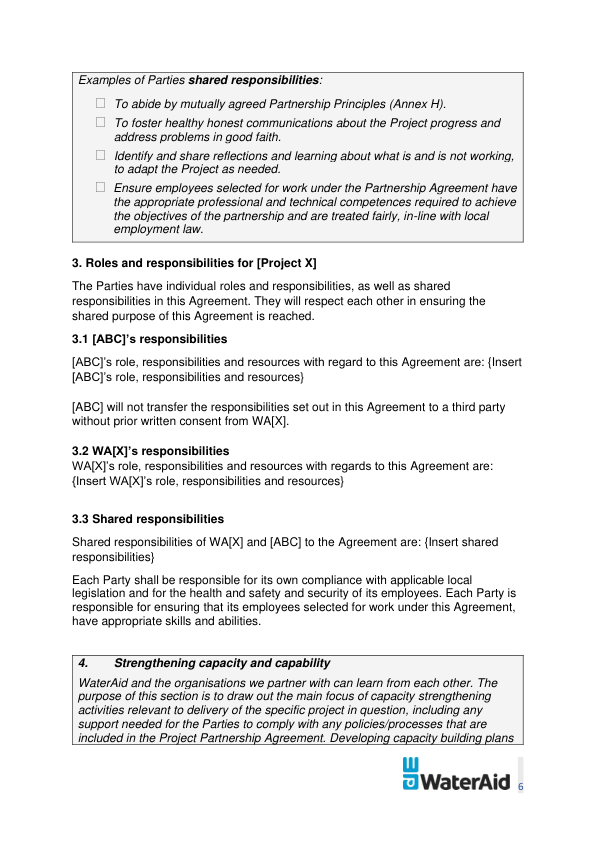 Examples of Parties shared responsibilities:
☐ To abide by mutually agreed Partnership Principles (Annex H).
☐ To foster healthy honest communications about the Project progress and
address problems in good faith.
☐ Identify and share reflections and learning about what is and is not working,
to adapt the Project as needed.
☐ Ensure employees selected for work under the Partnership Agreement have
the appropriate professional and technical competences required to achieve
the objectives of the partnership and are treated fairly, in-line with local
employment law.
3. Roles and responsibilities for [Project X]
The Parties have individual roles and responsibilities, as well as shared
responsibilities in this Agreement. They will respect each other in ensuring the
shared purpose of this Agreement is reached.
3.1 [ABC]’s responsibilities
[ABC]’s role, responsibilities and resources with regard to this Agreement are: {Insert
[ABC]’s role, responsibilities and resources}
[ABC] will not transfer the responsibilities set out in this Agreement to a third party
without prior written consent from WA[X].
3.2 WA[X]’s responsibilities
WA[X]’s role, responsibilities and resources with regards to this Agreement are:
{Insert WA[X]’s role, responsibilities and resources}
3.3 Shared responsibilities
Shared responsibilities of WA[X] and [ABC] to the Agreement are: {Insert shared
responsibilities}
Each Party shall be responsible for its own compliance with applicable local
legislation and for the health and safety and security of its employees. Each Party is
responsible for ensuring that its employees selected for work under this Agreement,
have appropriate skills and abilities.
4. Strengthening capacity and capability
WaterAid and the organisations we partner with can learn from each other. The
purpose of this section is to draw out the main focus of capacity strengthening
activities relevant to delivery of the specific project in question, including any
support needed for the Parties to comply with any policies/processes that are
included in the Project Partnership Agreement. Developing capacity building plans
WaterAid
6